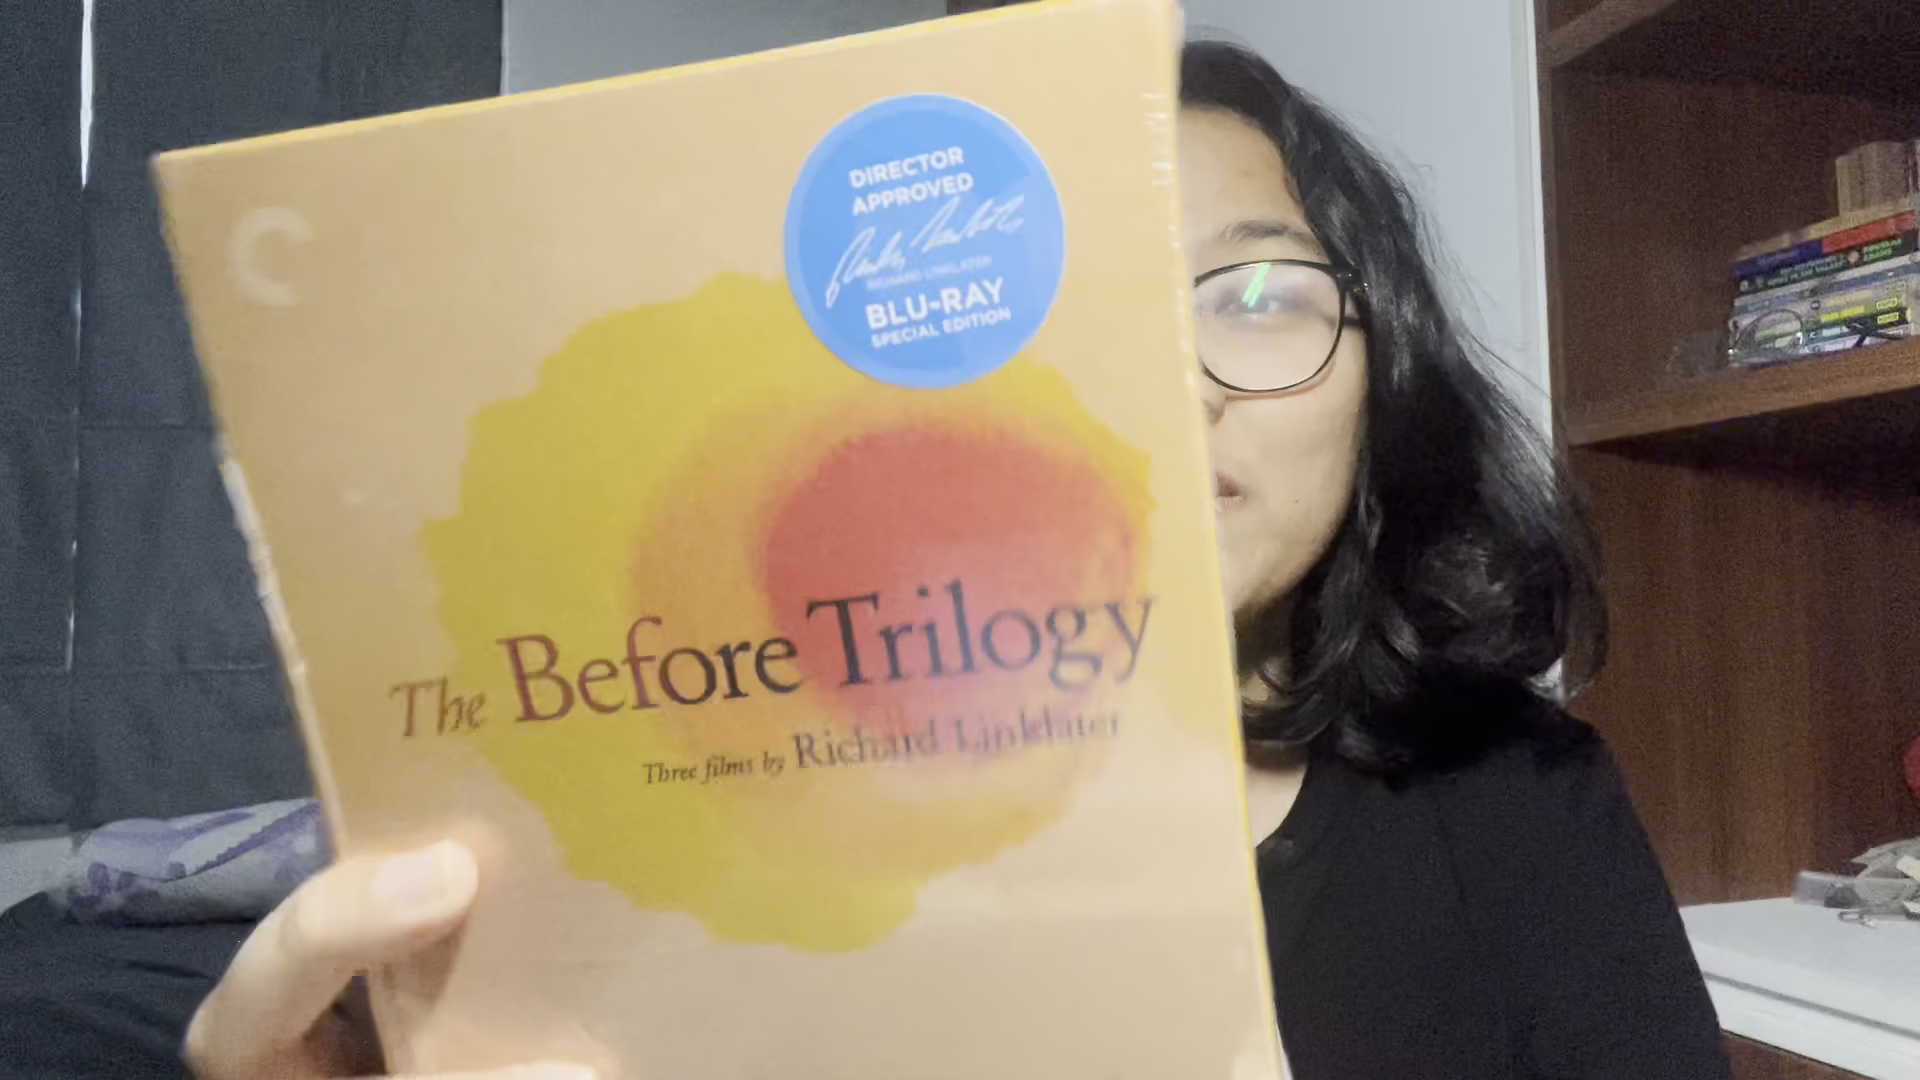 DIRECTOR
APPROVED
RICHARD LINKLATER
BLU-RAY
SPECIAL EDITION
The Before Trilogy
Three films by Richard Linklater